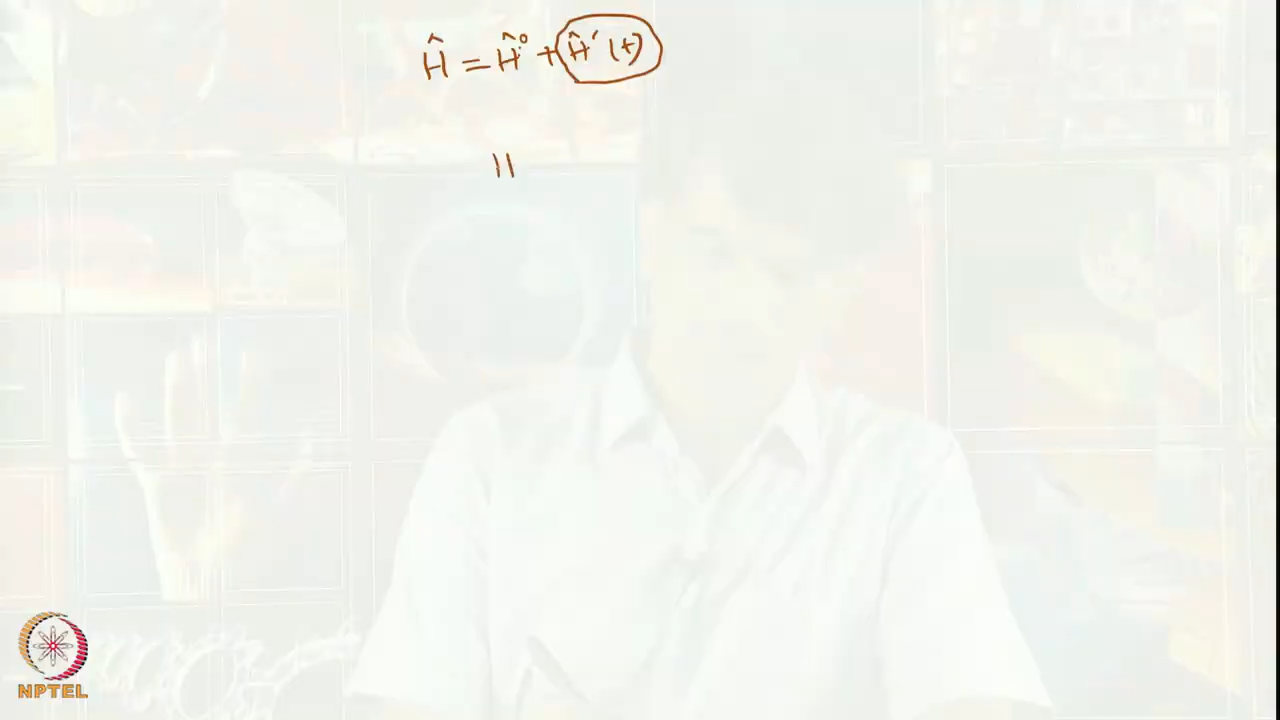 Ĥ = Ĥ° + Ĥ′(t)
||
NPTEL